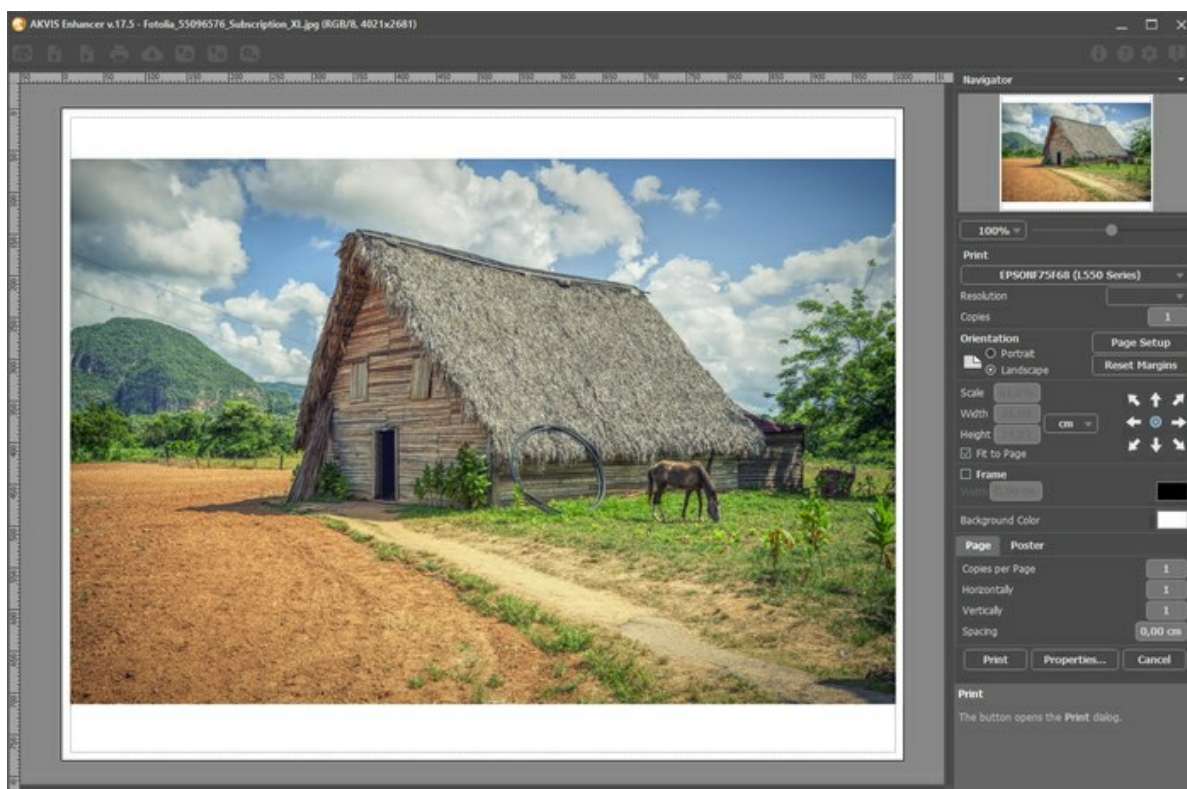 AKVIS Enhancer v.17.5 - Fotolia_55096576_Subscription_XL.jpg (RGB/8, 4021x2681)
Navigator
100%
Print
EPSONF75F68 (L550 Series)
Resolution
Copies 1
Orientation
Page Setup
Portrait
Landscape
Reset Margins
Scale
Width
cm
Height
Fit to Page
Frame
Width
Background Color
Page Poster
Copies per Page 1
Horizontally 1
Vertically 1
Spacing 0,00 cm
Print Properties... Cancel
Print
The button opens the Print dialog.